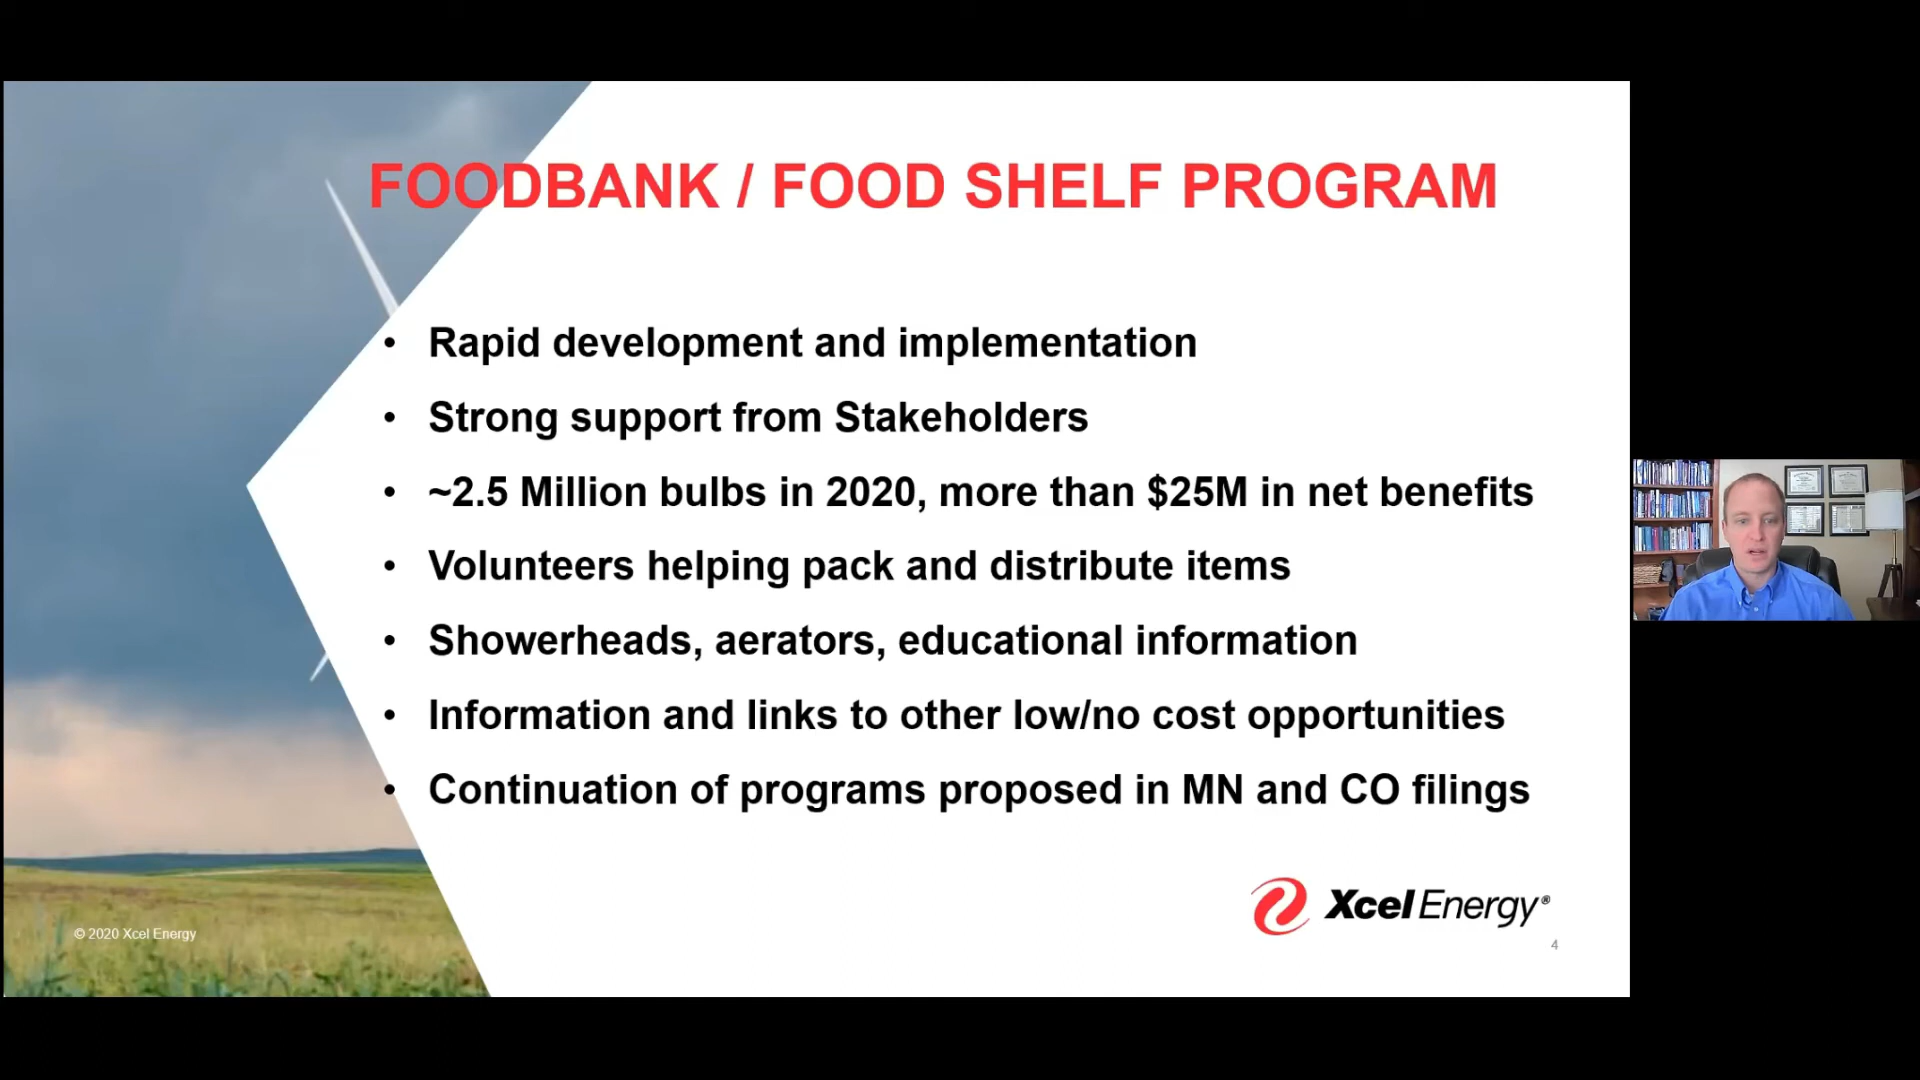 FOODBANK / FOOD SHELF PROGRAM
• Rapid development and implementation
• Strong support from Stakeholders
• ~2.5 Million bulbs in 2020, more than $25M in net benefits
• Volunteers helping pack and distribute items
• Showerheads, aerators, educational information
• Information and links to other low/no cost opportunities
• Continuation of programs proposed in MN and CO filings
Xcel Energy®
© 2020 Xcel Energy
4